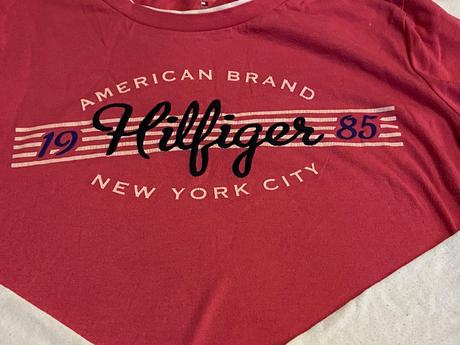 AMERICAN BRAND
19 Hilfiger 85
NEW YORK CITY